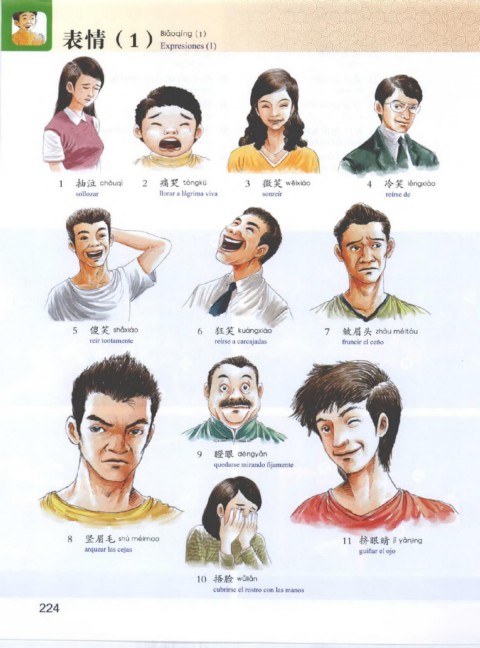 表情（1） Biǎoqíng (1)
Expresiones (1)
1 抽泣 chōuqì
sollozar
2 痛哭 tòngkū
llorar a lágrima viva
3 微笑 wēixiào
sonreír
4 冷笑 lěngxiào
reírse de
5 傻笑 shǎxiào
reír tontamente
6 狂笑 kuángxiào
reírse a carcajadas
7 皱眉头 zhòu méitóu
fruncir el ceño
8 竖眉毛 shù méimao
arquear las cejas
9 瞪眼 dèngyǎn
quedarse mirando fijamente
10 捂脸 wǔliǎn
cubrirse el rostro con las manos
11 挤眼睛 jǐ yǎnjing
guiñar el ojo
224